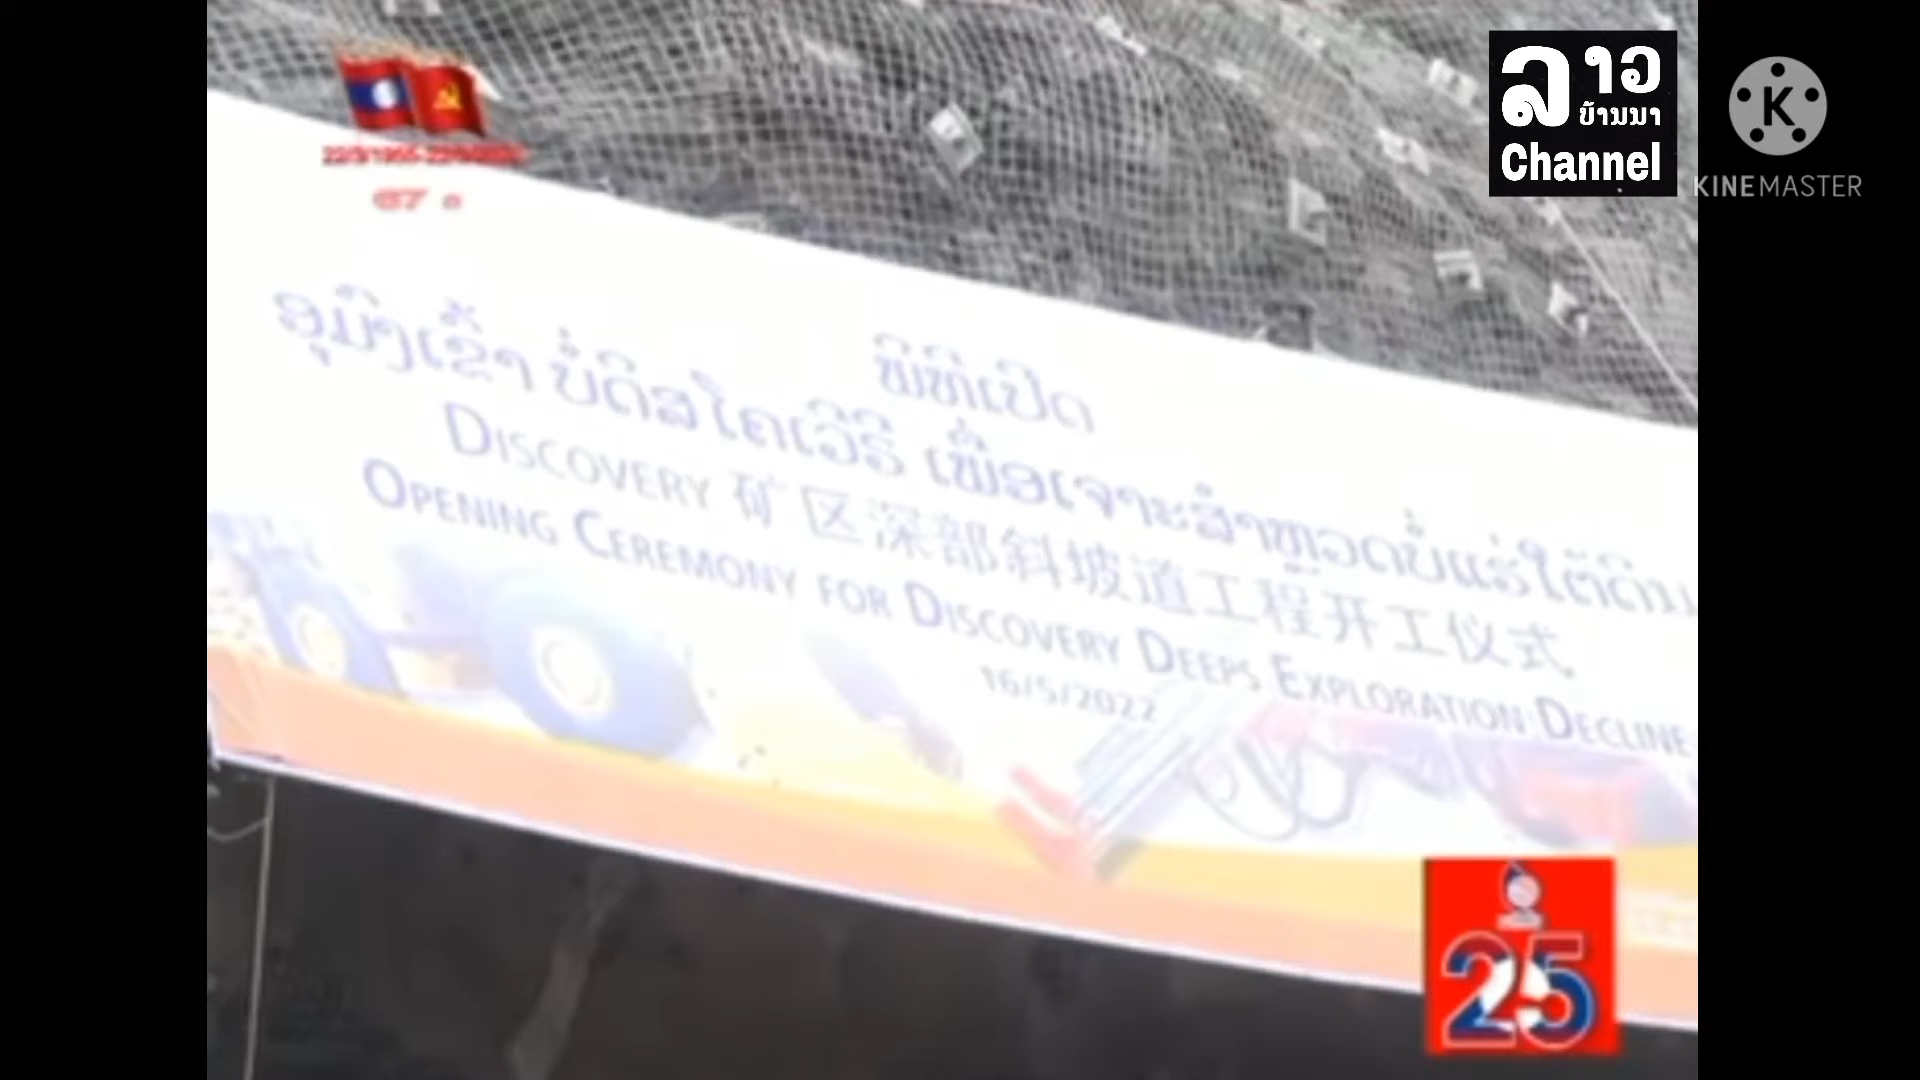 ລາວ
ບ້ານນາ
Channel
KINEMASTER
ພິທີເປີດ
ອຸມົງເຂົ້າ ບໍ່ດິສໂຄເວີຣີ ເພື່ອເຈາະສຳຫຼວດບໍ່ແຮ່ໃຕ້ດິນ
DISCOVERY 矿区深部斜坡道工程开工仪式
OPENING CEREMONY FOR DISCOVERY DEEPS EXPLORATION DECLINE
16/5/2022
25